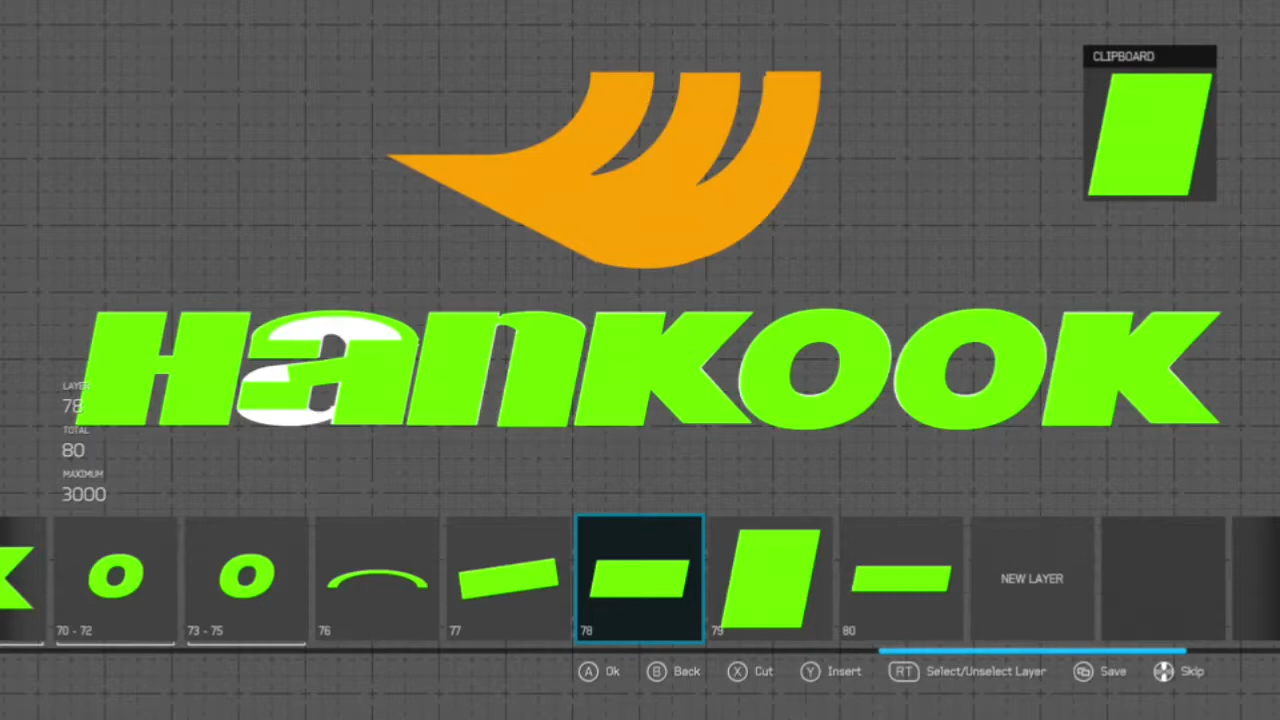 CLIPBOARD
Hankook
LAYER
78
TOTAL
80
MAXIMUM
3000
70 - 72
73 - 75
76
77
78
79
80
NEW LAYER
A Ok
B Back
X Cut
Y Insert
RT Select/Unselect Layer
Save
Skip